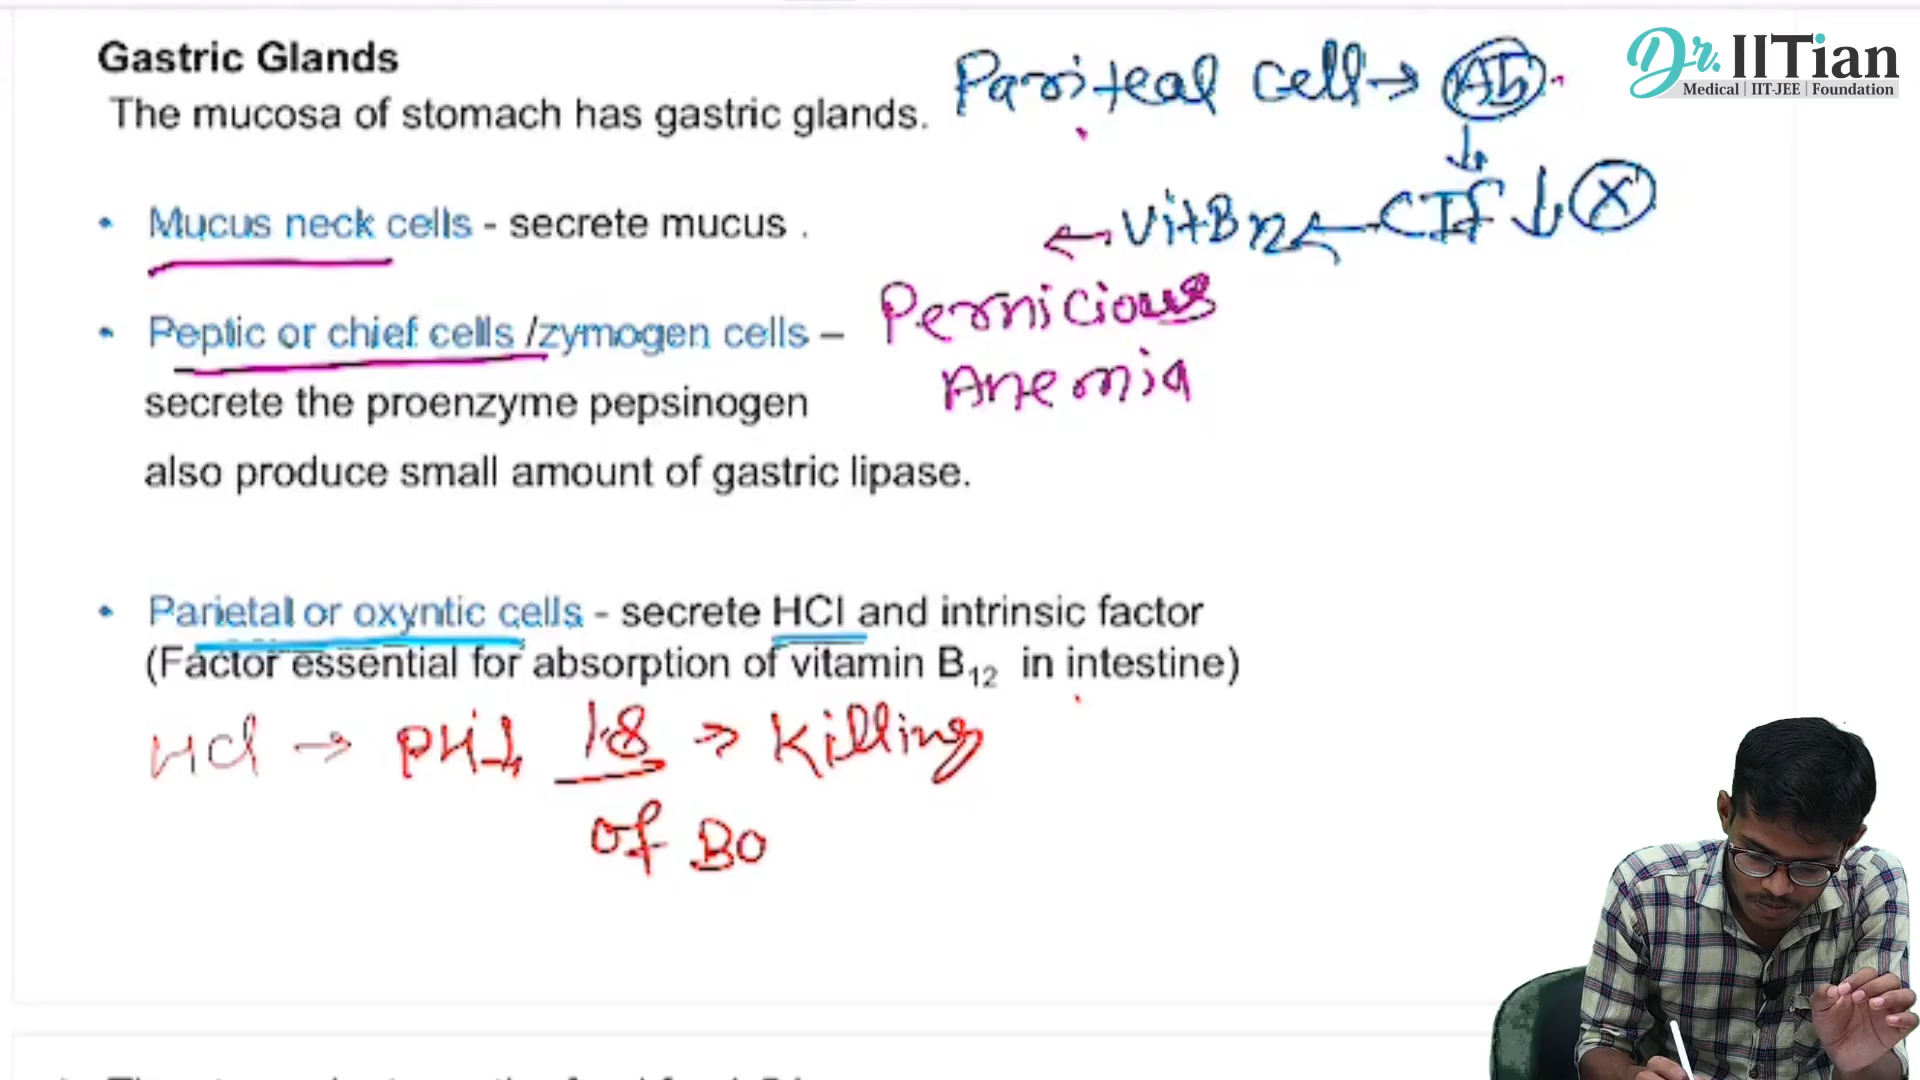 Gastric Glands
The mucosa of stomach has gastric glands.
Pariteal Cell → Ab
CIF ↓ X
← VitB12 ←
Pernicious
Anemia
Dr. IITian
Medical | IIT-JEE | Foundation
• Mucus neck cells - secrete mucus .
• Peptic or chief cells /zymogen cells –
secrete the proenzyme pepsinogen
also produce small amount of gastric lipase.
• Parietal or oxyntic cells - secrete HCl and intrinsic factor
(Factor essential for absorption of vitamin B12 in intestine)
HCl → PH↓ 1.8 → Killing
of BO